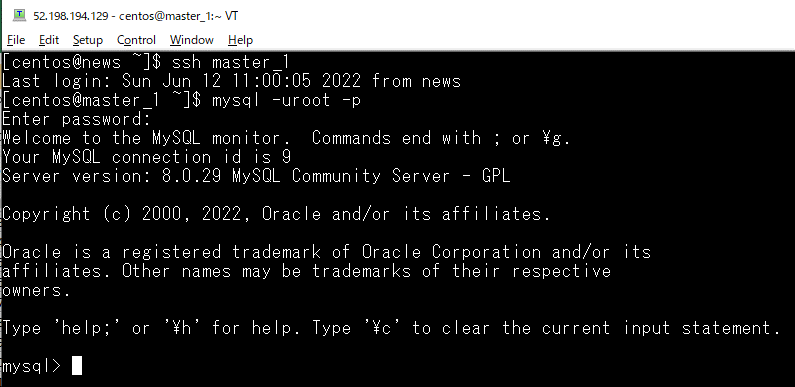 52.198.194.129 - centos@master_1:~ VT
File Edit Setup Control Window Help
[centos@news ~]$ ssh master_1
Last login: Sun Jun 12 11:00:05 2022 from news
[centos@master_1 ~]$ mysql -uroot -p
Enter password:
Welcome to the MySQL monitor.  Commands end with ; or ¥g.
Your MySQL connection id is 9
Server version: 8.0.29 MySQL Community Server - GPL
Copyright (c) 2000, 2022, Oracle and/or its affiliates.
Oracle is a registered trademark of Oracle Corporation and/or its
affiliates. Other names may be trademarks of their respective
owners.
Type 'help;' or '¥h' for help. Type '¥c' to clear the current input statement.
mysql>